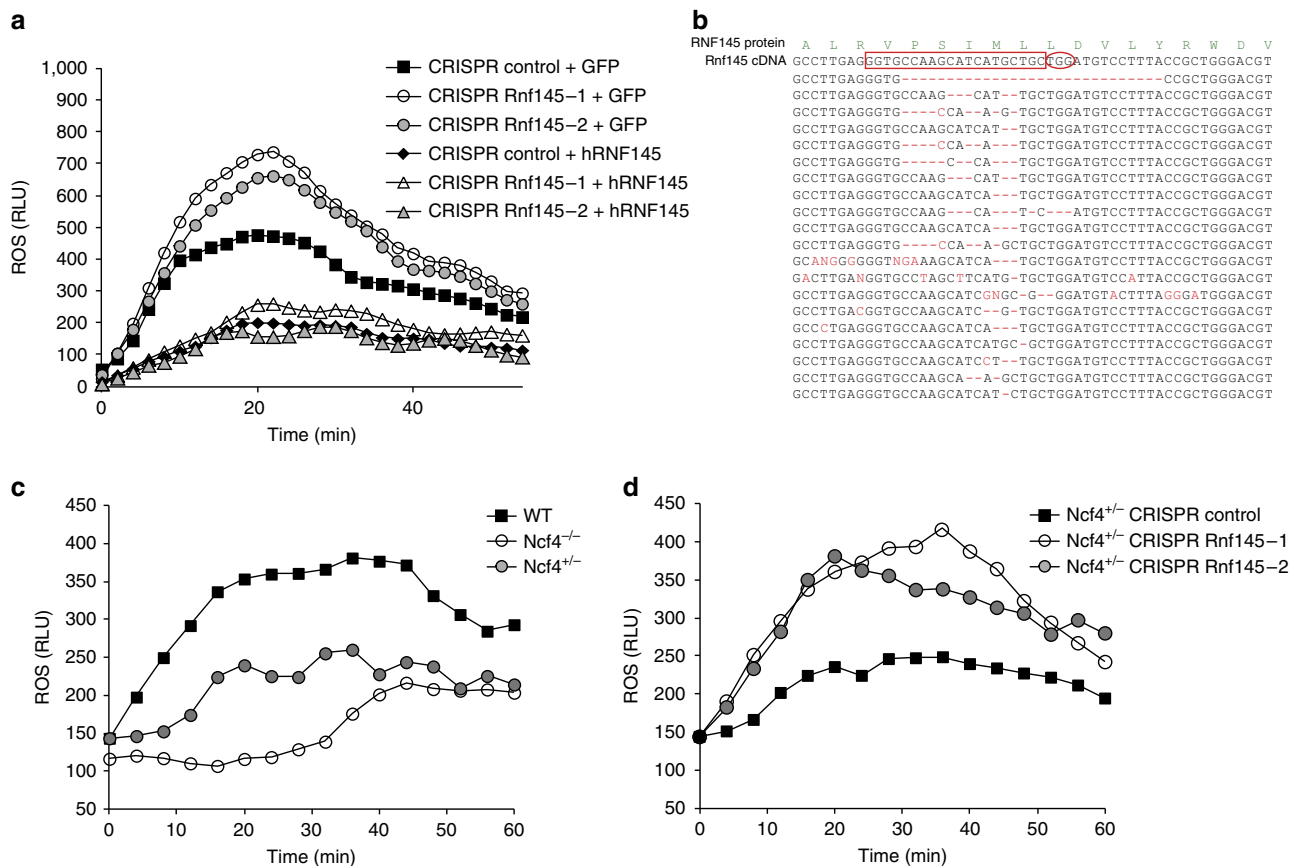 a
1,000
900
800
700
600
500
400
300
200
100
0
ROS (RLU)
0
20
40
Time (min)
CRISPR control + GFP
CRISPR Rnf145−1 + GFP
CRISPR Rnf145−2 + GFP
CRISPR control + hRNF145
CRISPR Rnf145−1 + hRNF145
CRISPR Rnf145−2 + hRNF145
b
RNF145 protein A L R V P S I M L L D V L Y R W D V
Rnf145 cDNA GCCTTGAGGGTGCCAAGCATCATGCTGCTGGATGTCCTTTACCGCTGGGACGT
GCCTTGAGGGTG-----------------------------CCGCTGGGACGT
GCCTTGAGGGTGCCAAG---CAT--TGCTGGATGTCCTTTACCGCTGGGACGT
GCCTTGAGGGTG----CCA--A-G-TGCTGGATGTCCTTTACCGCTGGGACGT
GCCTTGAGGGTGCCAAGCATCAT--TGCTGGATGTCCTTTACCGCTGGGACGT
GCCTTGAGGGTG----CCA---A--TGCTGGATGTCCTTTACCGCTGGGACGT
GCCTTGAGGGTG-----C--CAT--TGCTGGATGTCCTTTACCGCTGGGACGT
GCCTTGAGGGTGCCAAGCATCA---TGCTGGATGTCCTTTACCGCTGGGACGT
GCCTTGAGGGTGCCAAGCATCA---TGCTGGATGTCCTTTACCGCTGGGACGT
GCCTTGAGGGTGCCAAG---CA--T-C---ATGTCCTTTACCGCTGGGACGT
GCCTTGAGGGTGCCAAGCATCA---TGCTGGATGTCCTTTACCGCTGGGACGT
GCCTTGAGGGTG----CCA--A-GCTGCTGGATGTCCTTTACCGCTGGGACGT
GCANGGGGGGTNGAAAGCATCA---TGCTGGATGTCCTTTACCGCTGGGACGT
GACTTGANGGTGCCTAGCTTCATG-TGCTGGATGTCCATTACCGCTGGGACGT
GCCTTGAGGGTGCCAAGCATCGNGC-G-GGATGTACTTTAGGGATGGGACGT
GCCTTGACGGTGCCAAGCATC--G-TGCTGGATGTCCTTTACCGCTGGGACGT
GCCCTGAGGGTGCCAAGCATCA---TGCTGGATGTCCTTTACCGCTGGGACGT
GCCTTGAGGGTGCCAAGCATCATGC-GCTGGATGTCCTTTACCGCTGGGACGT
GCCTTGAGGGTGCCAAGCATCCT--TGCTGGATGTCCTTTACCGCTGGGACGT
GCCTTGAGGGTGCCAAGCA--A-GCTGCTGGATGTCCTTTACCGCTGGGACGT
GCCTTGAGGGTGCCAAGCATCAT-CTGCTGGATGTCCTTTACCGCTGGGACGT
c
450
400
350
300
250
200
150
100
50
ROS (RLU)
0
10
20
30
40
50
60
Time (min)
WT
Ncf4−/−
Ncf4+/−
d
450
400
350
300
250
200
150
100
50
ROS (RLU)
0
10
20
30
40
50
60
Time (min)
Ncf4+/− CRISPR control
Ncf4+/− CRISPR Rnf145−1
Ncf4+/− CRISPR Rnf145−2